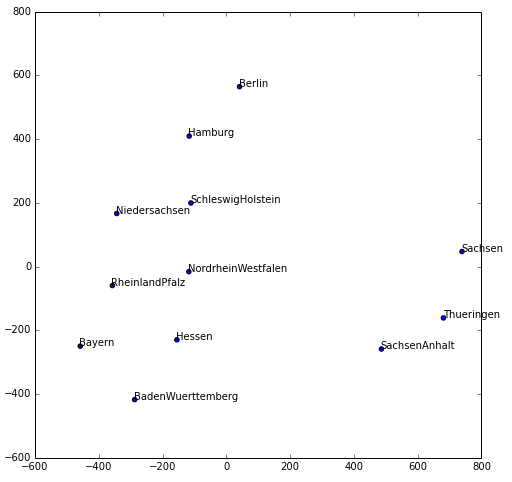 800
600
400
200
0
−200
−400
−600
Berlin
Hamburg
SchleswigHolstein
Niedersachsen
Sachsen
NordrheinWestfalen
RheinlandPfalz
Thueringen
Hessen
Bayern
SachsenAnhalt
BadenWuerttemberg
−600 −400 −200 0 200 400 600 800